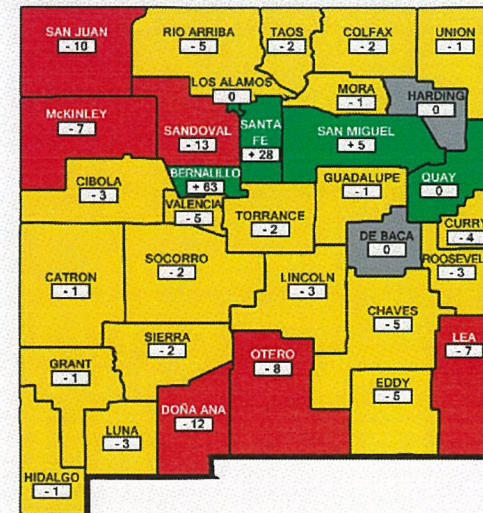 SAN JUAN
- 10
RIO ARRIBA
- 5
TAOS
- 2
COLFAX
- 2
UNION
- 1
LOS ALAMOS
0
MORA
- 1
HARDING
0
McKINLEY
- 7
SANDOVAL
- 13
SANTA
FE
+ 28
SAN MIGUEL
+ 5
CIBOLA
- 3
BERNALILLO
+ 63
GUADALUPE
- 1
QUAY
0
VALENCIA
- 5
TORRANCE
- 2
DE BACA
0
CURRY
- 4
CATRON
- 1
SOCORRO
- 2
LINCOLN
- 3
ROOSEVEL
- 3
CHAVES
- 5
SIERRA
- 2
OTERO
- 8
LEA
- 7
GRANT
- 1
DOÑA ANA
- 12
EDDY
- 5
LUNA
- 3
HIDALGO
- 1